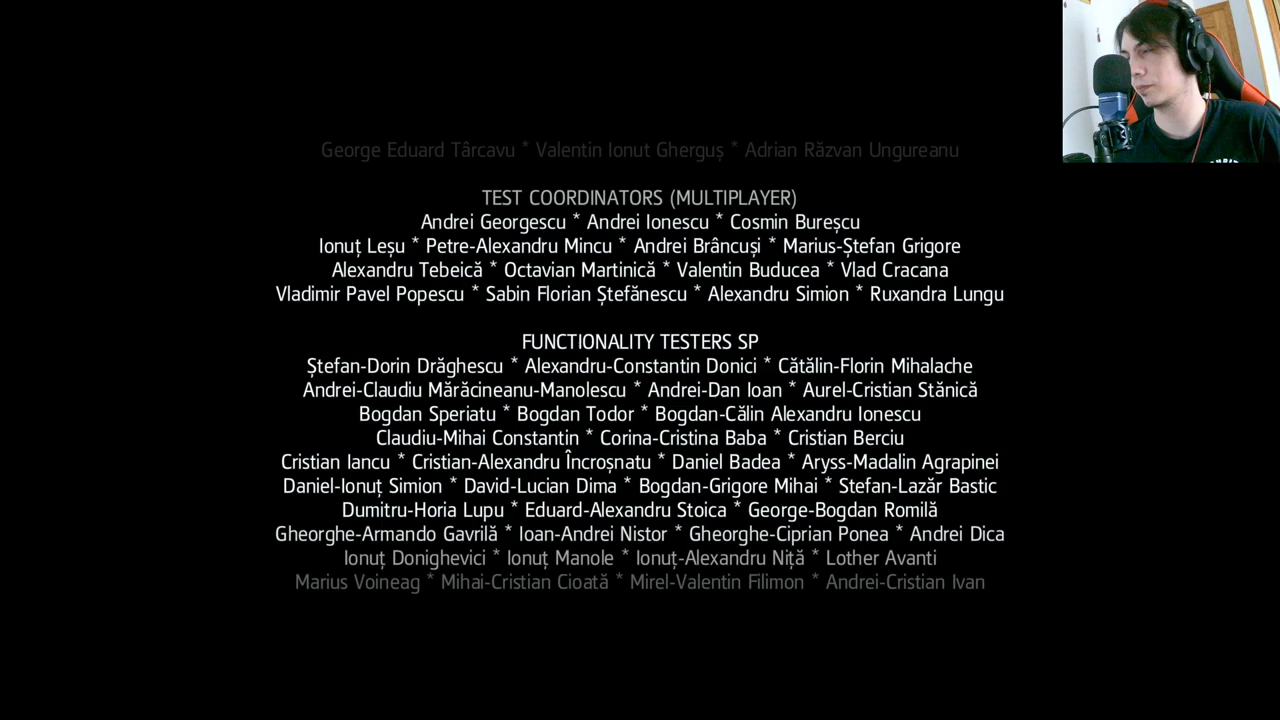 George Eduard Târcavu * Valentin Ionut Gherguș * Adrian Răzvan Ungureanu
TEST COORDINATORS (MULTIPLAYER)
Andrei Georgescu * Andrei Ionescu * Cosmin Bureșcu
Ionuț Leșu * Petre-Alexandru Mincu * Andrei Brâncuși * Marius-Ștefan Grigore
Alexandru Tebeică * Octavian Martinică * Valentin Buducea * Vlad Cracana
Vladimir Pavel Popescu * Sabin Florian Ștefănescu * Alexandru Simion * Ruxandra Lungu
FUNCTIONALITY TESTERS SP
Ștefan-Dorin Drăghescu * Alexandru-Constantin Donici * Cătălin-Florin Mihalache
Andrei-Claudiu Mărăcineanu-Manolescu * Andrei-Dan Ioan * Aurel-Cristian Stănică
Bogdan Speriatu * Bogdan Todor * Bogdan-Călin Alexandru Ionescu
Claudiu-Mihai Constantin * Corina-Cristina Baba * Cristian Berciu
Cristian Iancu * Cristian-Alexandru Încroșnatu * Daniel Badea * Aryss-Madalin Agrapinei
Daniel-Ionuț Simion * David-Lucian Dima * Bogdan-Grigore Mihai * Stefan-Lazăr Bastic
Dumitru-Horia Lupu * Eduard-Alexandru Stoica * George-Bogdan Romilă
Gheorghe-Armando Gavrilă * Ioan-Andrei Nistor * Gheorghe-Ciprian Ponea * Andrei Dica
Ionuț Donighevici * Ionuț Manole * Ionuț-Alexandru Niță * Lother Avanti
Marius Voineag * Mihai-Cristian Cioată * Mirel-Valentin Filimon * Andrei-Cristian Ivan